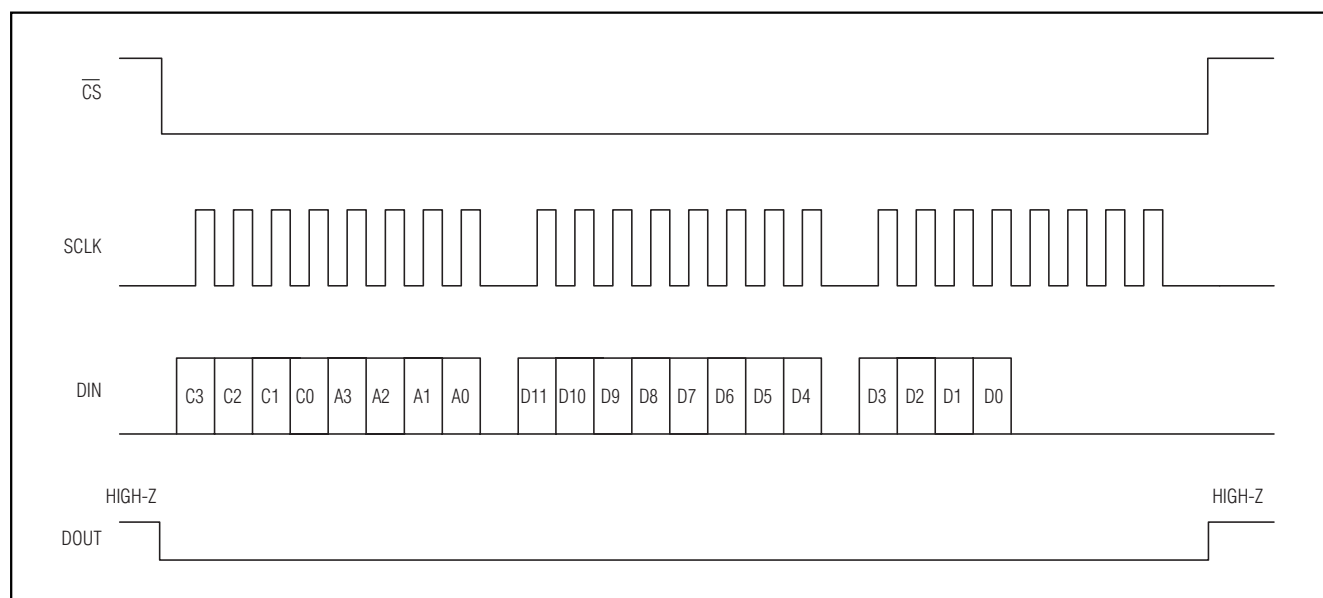 C̅S̅
SCLK
DIN
C3 C2 C1 C0 A3 A2 A1 A0 D11 D10 D9 D8 D7 D6 D5 D4 D3 D2 D1 D0
HIGH-Z HIGH-Z
DOUT